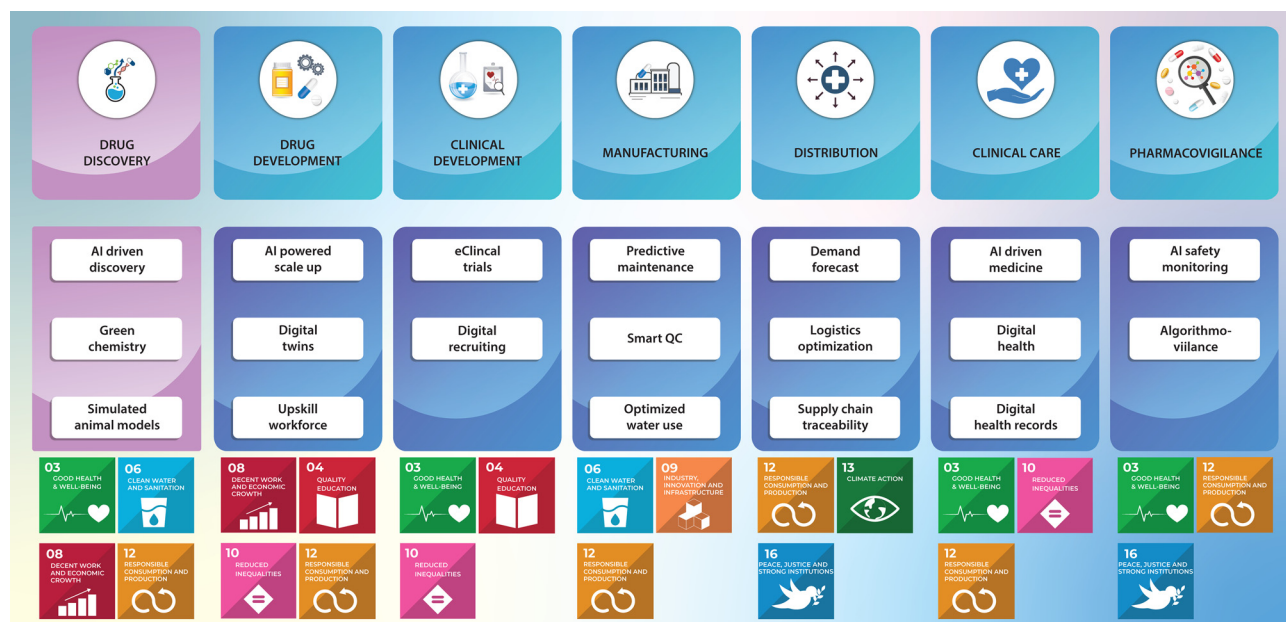 DRUG
DISCOVERY
DRUG
DEVELOPMENT
CLINICAL
DEVELOPMENT
MANUFACTURING
DISTRIBUTION
CLINICAL CARE
PHARMACOVIGILANCE
AI driven
discovery
Green
chemistry
Simulated
animal models
AI powered
scale up
Digital
twins
Upskill
workforce
eClincal
trials
Digital
recruiting
Predictive
maintenance
Smart QC
Optimized
water use
Demand
forecast
Logistics
optimization
Supply chain
traceability
AI driven
medicine
Digital
health
Digital
health records
AI safety
monitoring
Algorithmo-
viilance
03
GOOD HEALTH
& WELL-BEING
06
CLEAN WATER
AND SANITATION
08
DECENT WORK
AND ECONOMIC
GROWTH
12
RESPONSIBLE
CONSUMPTION AND
PRODUCTION
08
DECENT WORK
AND ECONOMIC
GROWTH
04
QUALITY
EDUCATION
10
REDUCED
INEQUALITIES
12
RESPONSIBLE
CONSUMPTION AND
PRODUCTION
03
GOOD HEALTH
& WELL-BEING
04
QUALITY
EDUCATION
10
REDUCED
INEQUALITIES
06
CLEAN WATER
AND SANITATION
09
INDUSTRY,
INNOVATION AND
INFRASTRUCTURE
12
RESPONSIBLE
CONSUMPTION AND
PRODUCTION
12
RESPONSIBLE
CONSUMPTION AND
PRODUCTION
13
CLIMATE ACTION
16
PEACE, JUSTICE AND
STRONG INSTITUTIONS
03
GOOD HEALTH
& WELL-BEING
10
REDUCED
INEQUALITIES
12
RESPONSIBLE
CONSUMPTION AND
PRODUCTION
03
GOOD HEALTH
& WELL-BEING
12
RESPONSIBLE
CONSUMPTION AND
PRODUCTION
16
PEACE, JUSTICE AND
STRONG INSTITUTIONS